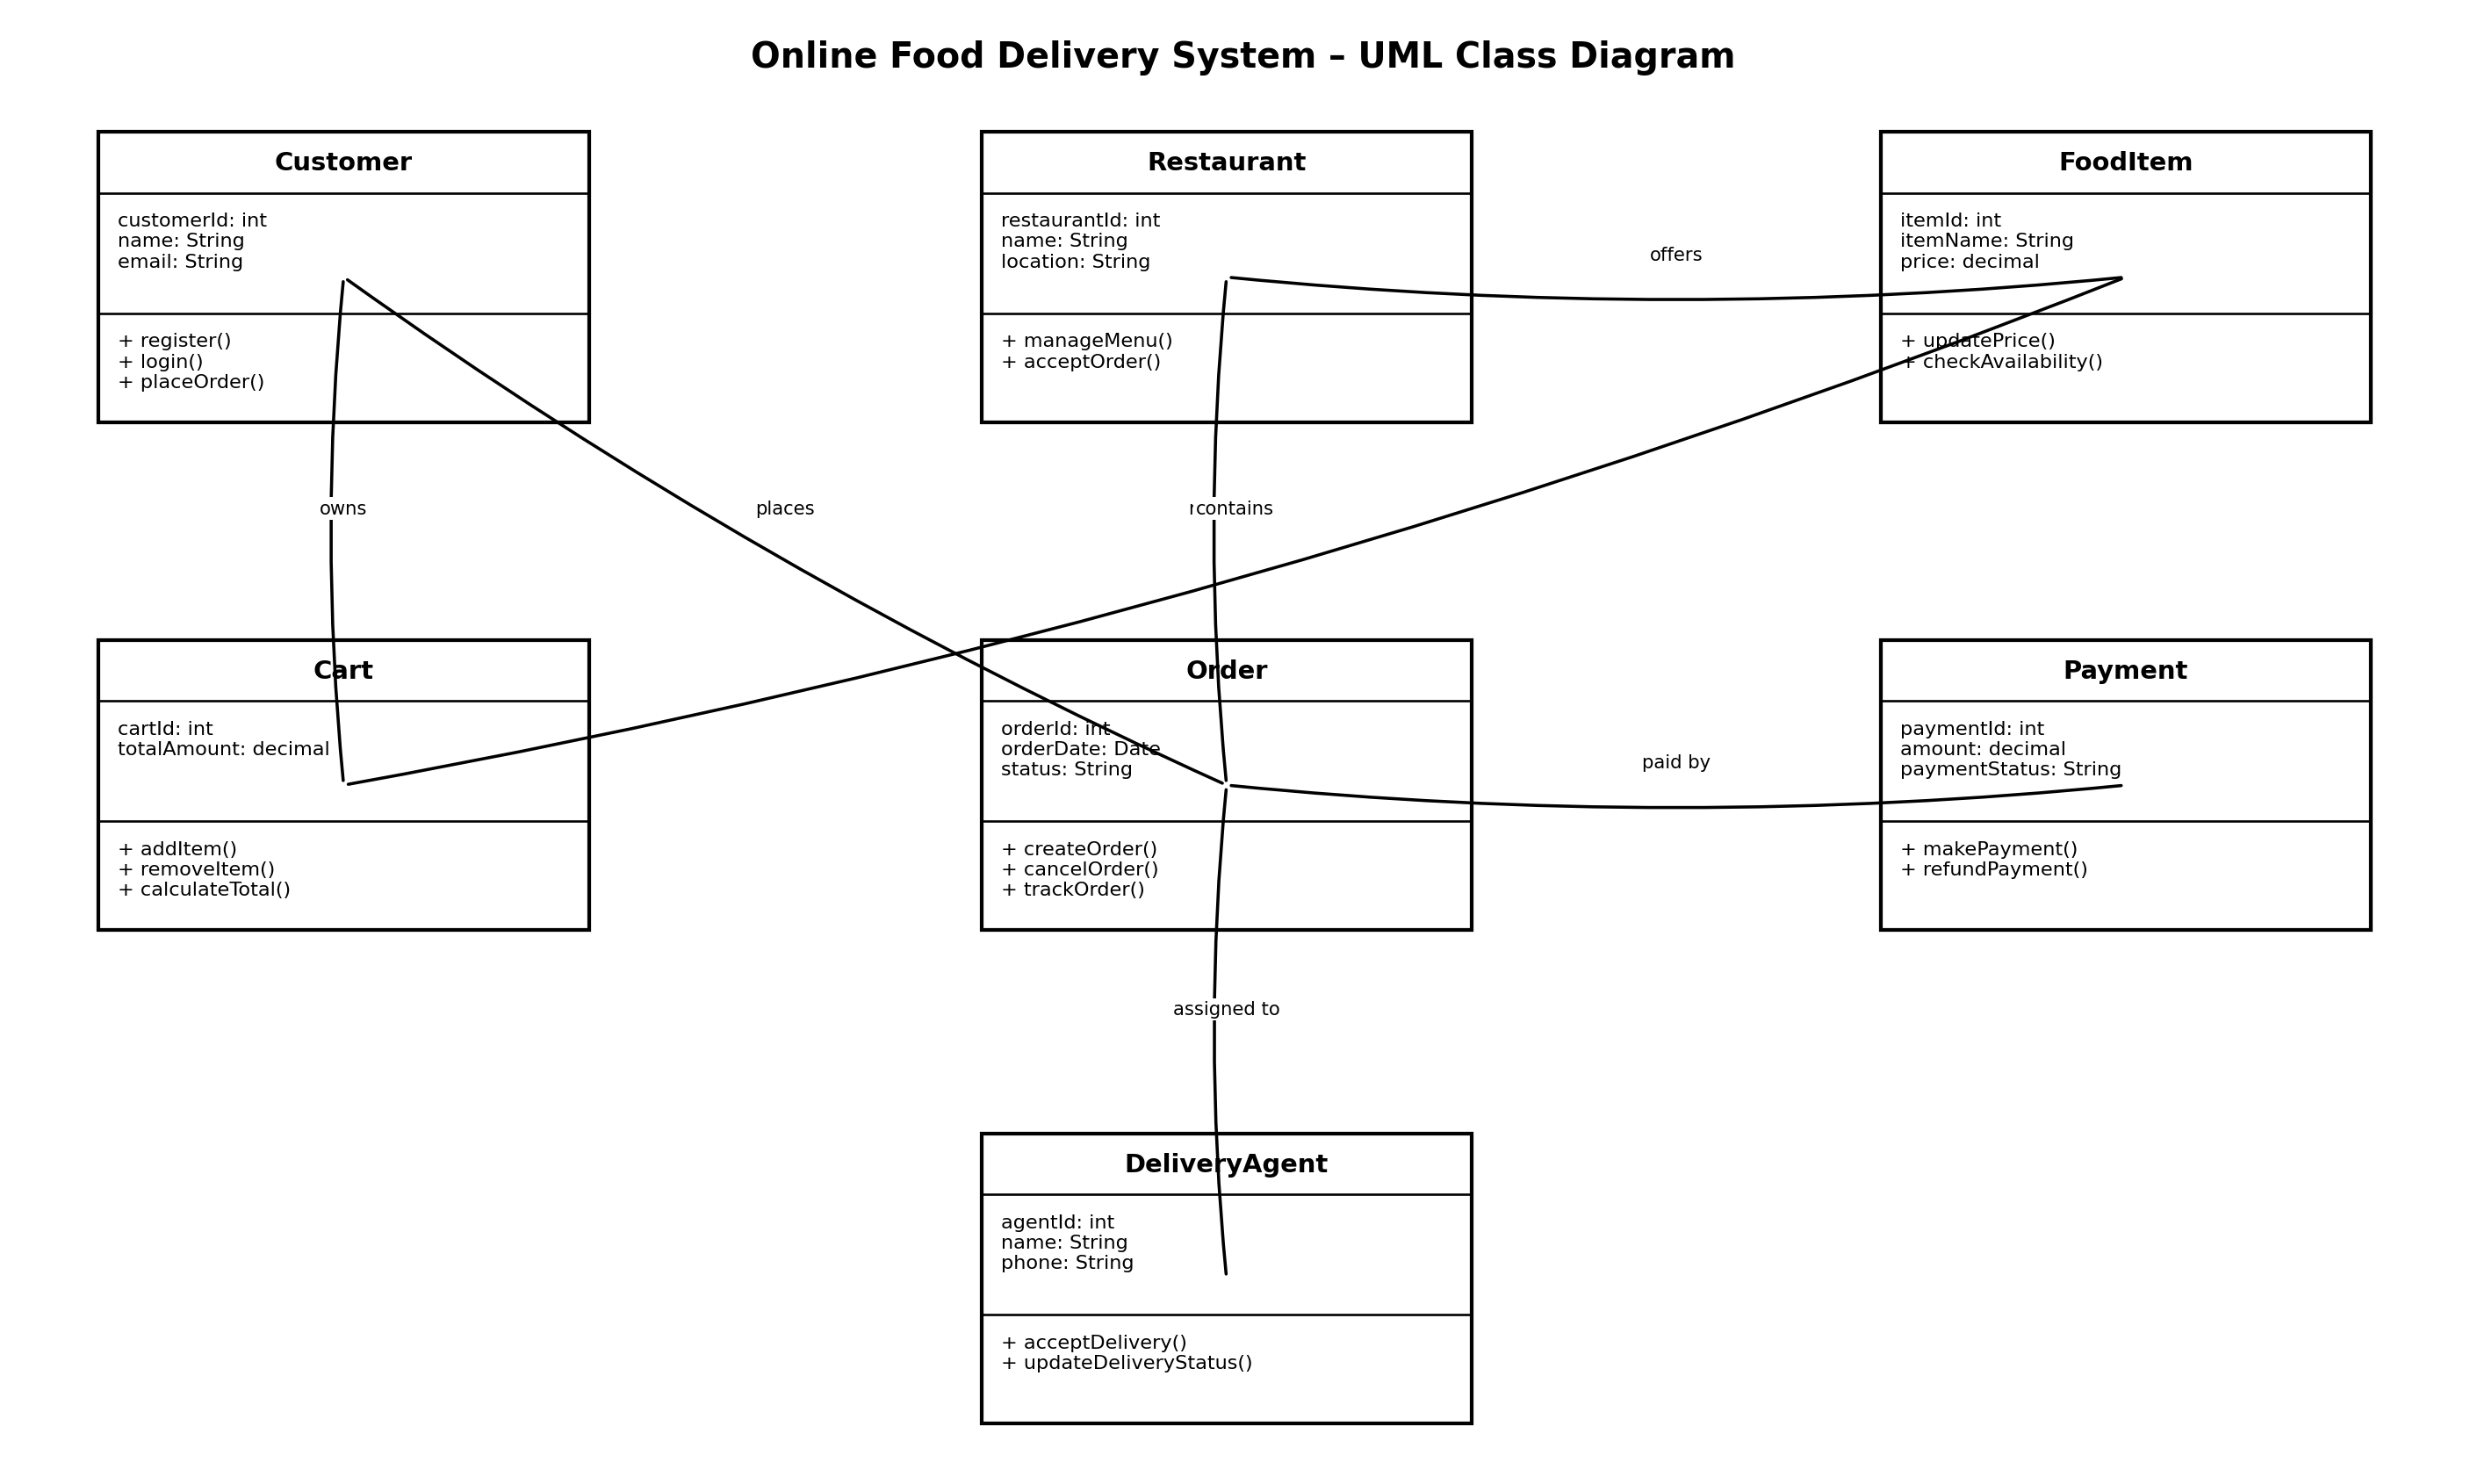 Online Food Delivery System – UML Class Diagram
Customer
customerId: int
name: String
email: String
+ register()
+ login()
+ placeOrder()
Restaurant
restaurantId: int
name: String
location: String
+ manageMenu()
+ acceptOrder()
offers
FoodItem
itemId: int
itemName: String
price: decimal
+ updatePrice()
+ checkAvailability()
owns
places
contains
Cart
cartId: int
totalAmount: decimal
+ addItem()
+ removeItem()
+ calculateTotal()
Order
orderId: int
orderDate: Date
status: String
+ createOrder()
+ cancelOrder()
+ trackOrder()
paid by
Payment
paymentId: int
amount: decimal
paymentStatus: String
+ makePayment()
+ refundPayment()
assigned to
DeliveryAgent
agentId: int
name: String
phone: String
+ acceptDelivery()
+ updateDeliveryStatus()